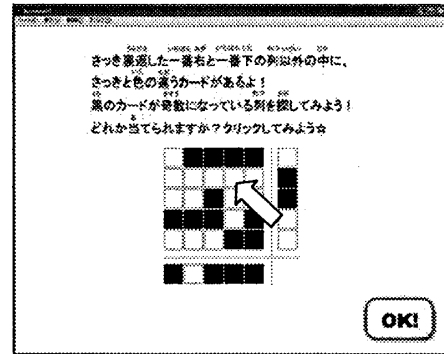 さっき裏返した一番右と一番下の列以外の中に、
さっきと色の違うカードがあるよ！
黒のカードが奇数になっている列を探してみよう！
どれか当てられますか？クリックしてみよう☆
OK!